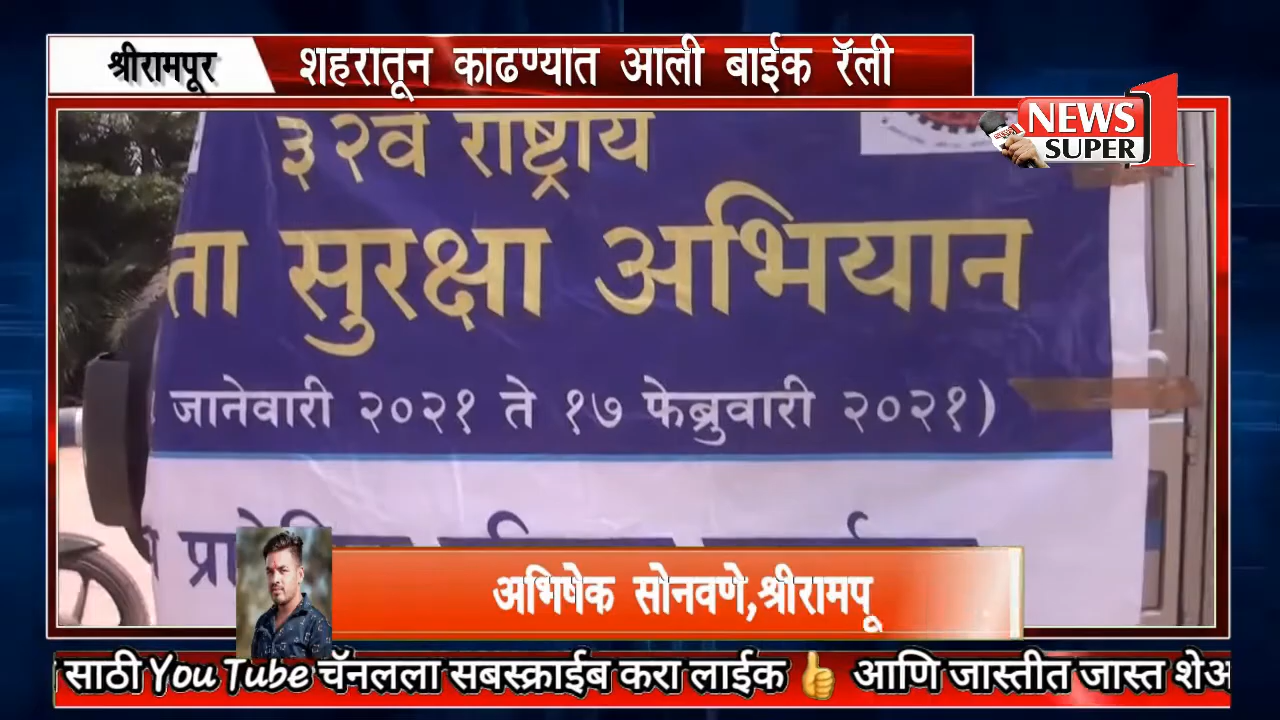 श्रीरामपूर
शहरातून काढण्यात आली बाईक रॅली
NEWS 1
SUPER
३२वे राष्ट्रीय
ता सुरक्षा अभियान
जानेवारी २०२१ ते १७ फेब्रुवारी २०२१)
अभिषेक सोनवणे,श्रीरामपू
साठी You Tube चॅनलला सबस्क्राईब करा लाईक 👍 आणि जास्तीत जास्त शेअ